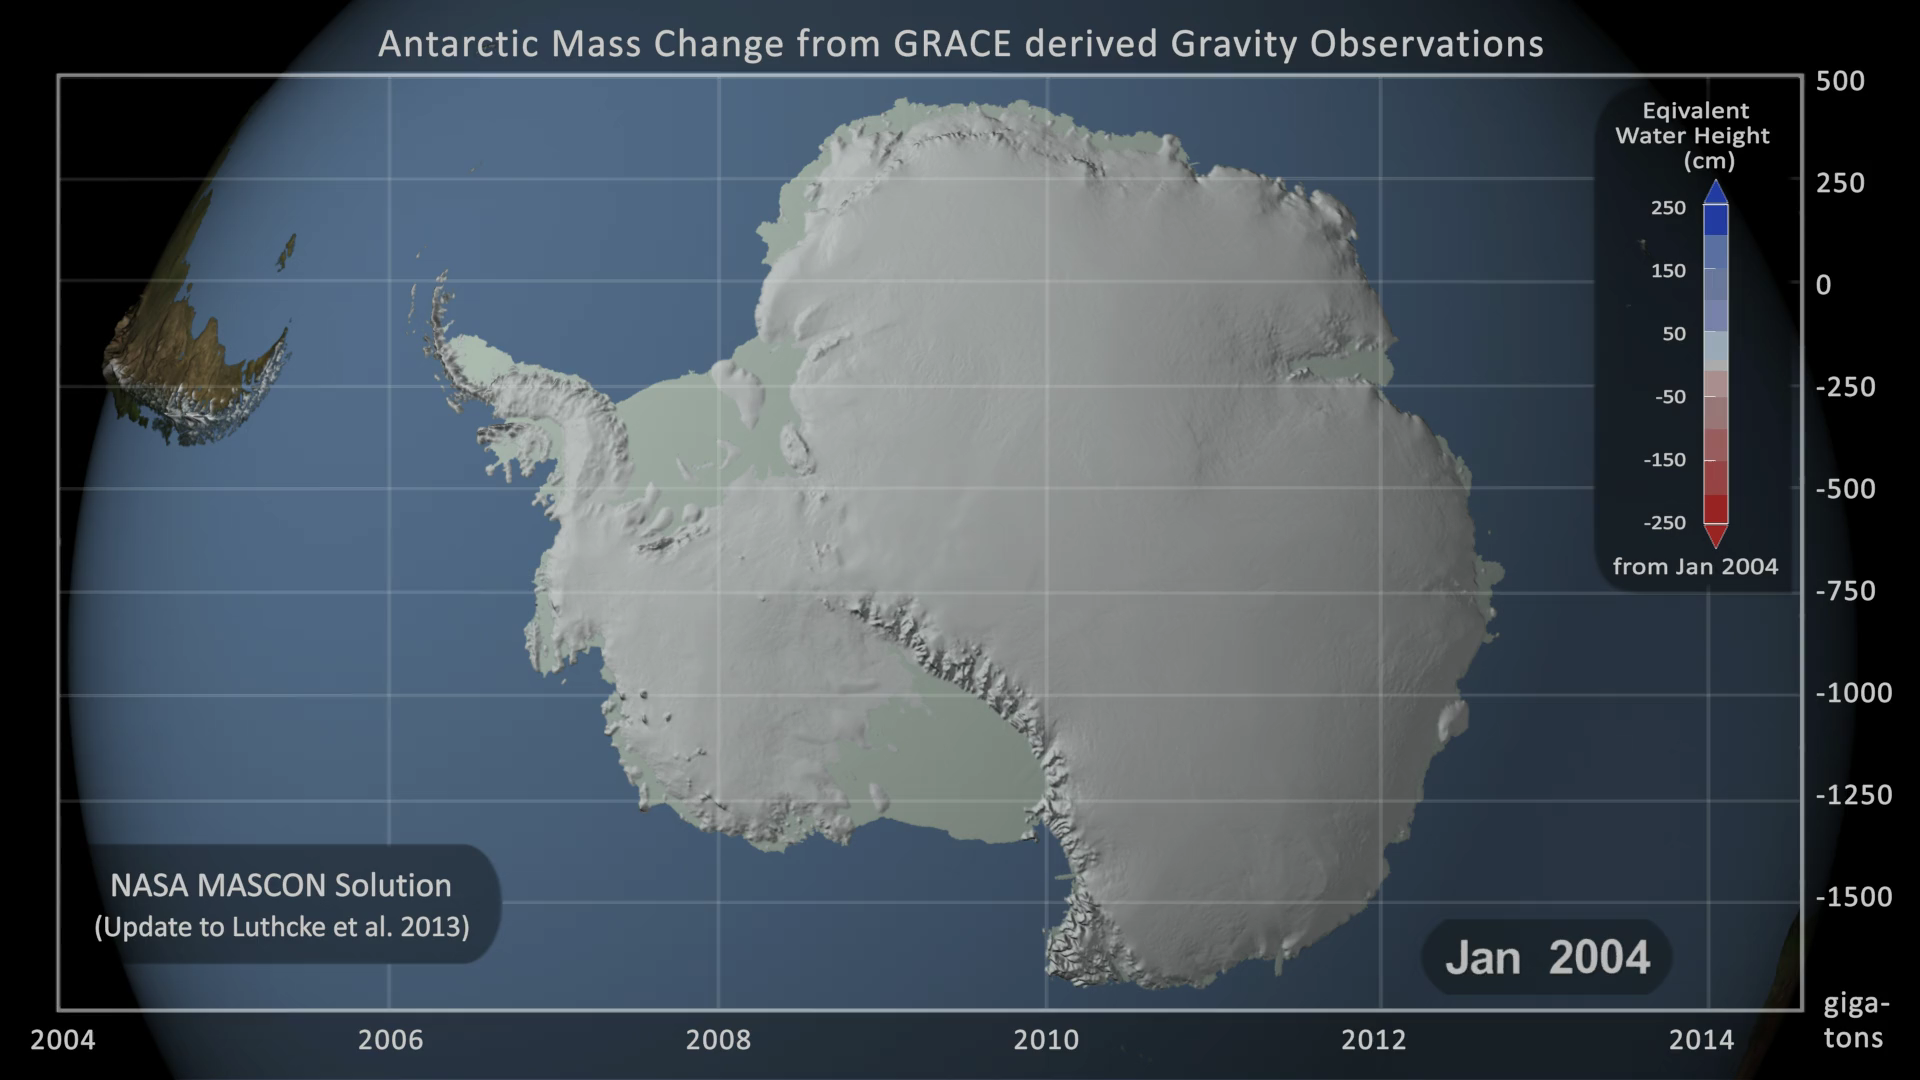 Antarctic Mass Change from GRACE derived Gravity Observations
500
250
0
-250
-500
-750
-1000
-1250
-1500
giga-
tons
Eqivalent
Water Height
(cm)
250
150
50
-50
-150
-250
from Jan 2004
NASA MASCON Solution
(Update to Luthcke et al. 2013)
Jan 2004
2004 2006 2008 2010 2012 2014